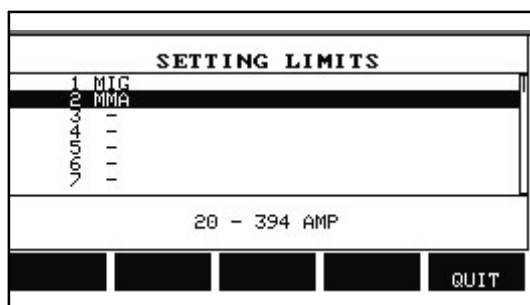 SETTING LIMITS
1 MIG
2 MMA
3 -
4 -
5 -
6 -
7 -
20 - 394 AMP
QUIT